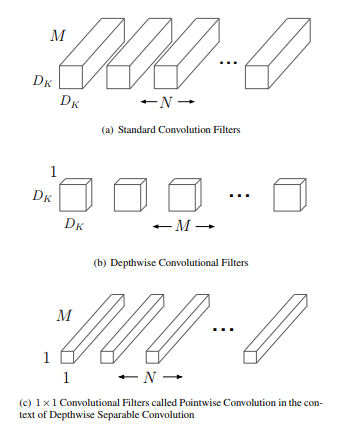 M
D_K
D_K
← N →
...
(a) Standard Convolution Filters
1
D_K
D_K
← M →
...
(b) Depthwise Convolutional Filters
M
1
1
← N →
...
(c) 1 × 1 Convolutional Filters called Pointwise Convolution in the con-
text of Depthwise Separable Convolution